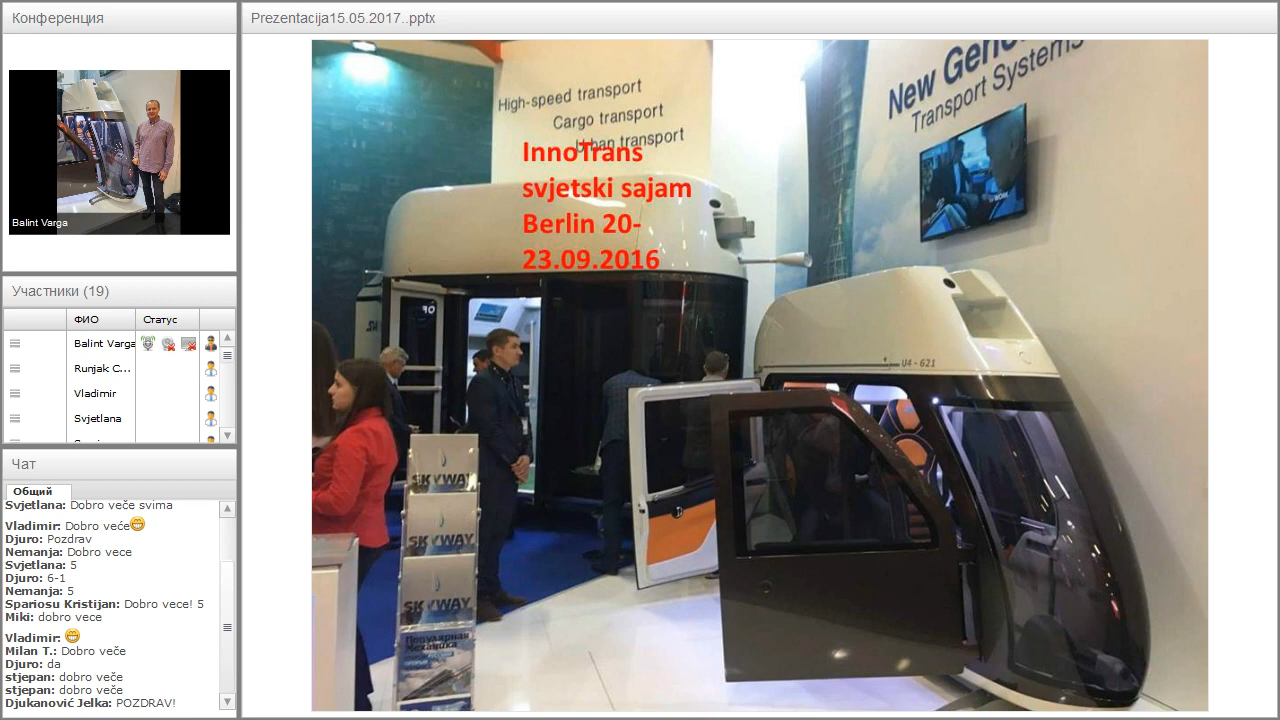 Конференция
Balint Varga
Участники (19)
ФИО
Статус
Balint Varga
Runjak C...
Vladimir
Svjetlana
Чат
Общий
Svjetlana: Dobro veče svima
Vladimir: Dobro veće
Djuro: Pozdrav
Nemanja: Dobro vece
Svjetlana: 5
Djuro: 6-1
Nemanja: 5
Spariosu Kristijan: Dobro vece! 5
Miki: dobro vece
Vladimir:
Milan T.: Dobro veče
Djuro: da
stjepan: dobro veče
stjepan: dobro veče
Djukanović Jelka: POZDRAV!
Prezentacija15.05.2017..pptx
High-speed transport
Cargo transport
Urban transport
InnoTrans
svjetski sajam
Berlin 20-
23.09.2016
New
Transport Systems
U4-621
SKYWAY
SKYWAY
SKYWAY
Популярная
Механика